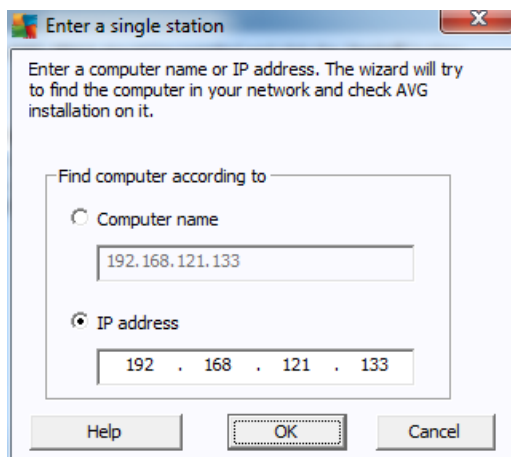 Enter a single station
Enter a computer name or IP address. The wizard will try
to find the computer in your network and check AVG
installation on it.
Find computer according to
Computer name
192.168.121.133
IP address
192 . 168 . 121 . 133
Help OK Cancel